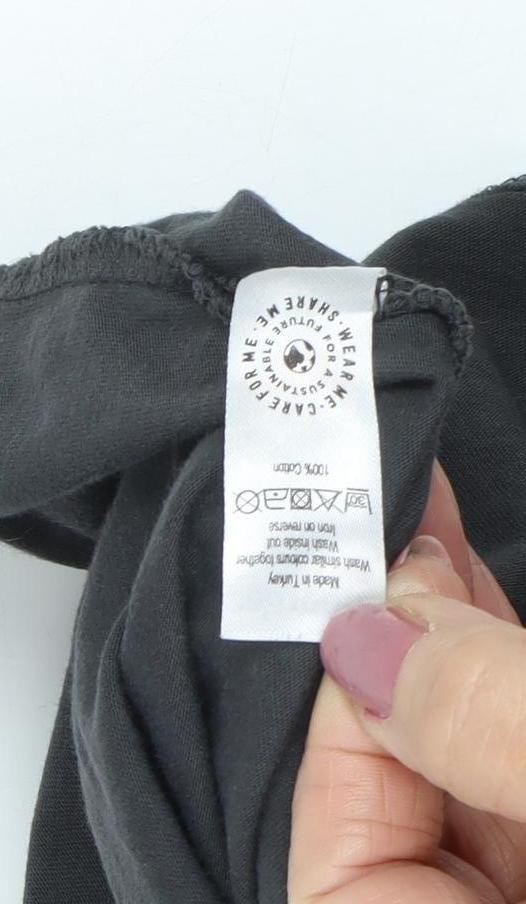 WEAR ME · CARE FOR ME · SHARE ME ·
FOR A SUSTAINABLE FUTURE
100% Cotton
30°
Iron on reverse
Wash inside out
Wash similar colours together
Made in Turkey